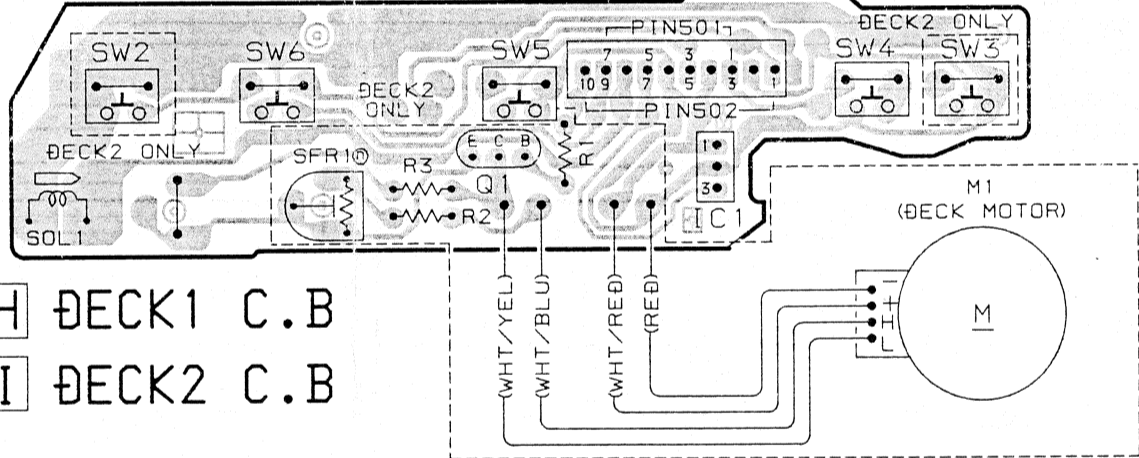 DECK2 ONLY
PIN501
SW2
SW6
SW5
SW4
SW3
7 5 3 1
10 9 7 5 3 1
DECK2
ONLY
PIN502
DECK2 ONLY
E C B
R1
1
3
SFR1
R3
Q1
R2
IC1
SOL1
M1
(DECK MOTOR)
(WHT/YEL)
(WHT/BLU)
(WHT/RED)
(RED)
−
+
H
L
M
H DECK1 C.B
I DECK2 C.B